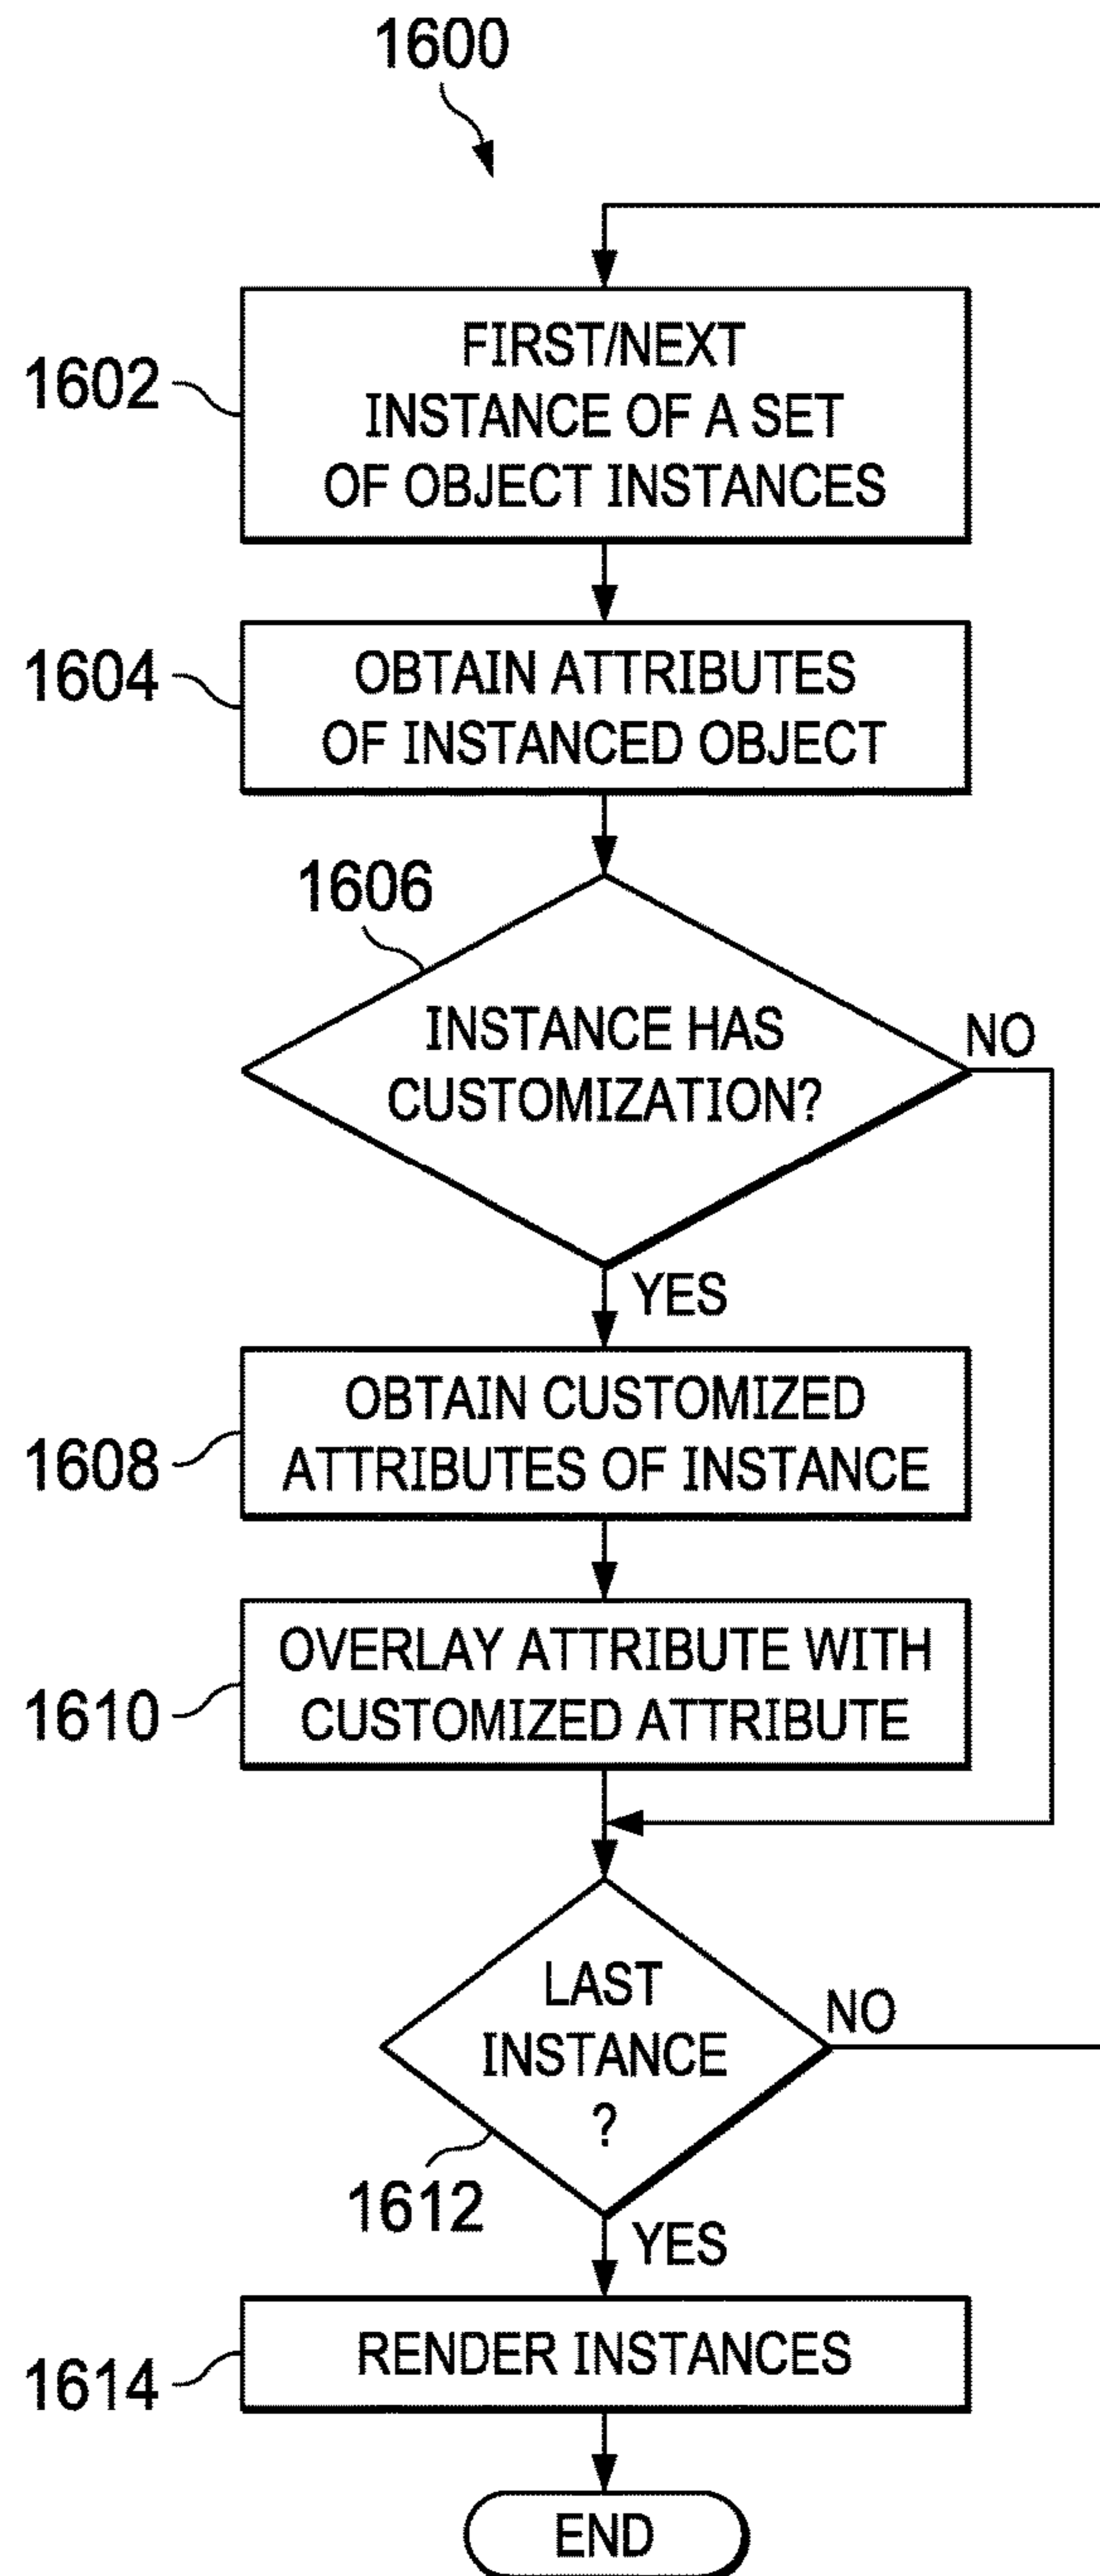 1600
1602
FIRST/NEXT
INSTANCE OF A SET
OF OBJECT INSTANCES
1604
OBTAIN ATTRIBUTES
OF INSTANCED OBJECT
1606
INSTANCE HAS
CUSTOMIZATION?
NO
YES
1608
OBTAIN CUSTOMIZED
ATTRIBUTES OF INSTANCE
1610
OVERLAY ATTRIBUTE WITH
CUSTOMIZED ATTRIBUTE
LAST
INSTANCE
?
NO
1612
YES
1614
RENDER INSTANCES
END